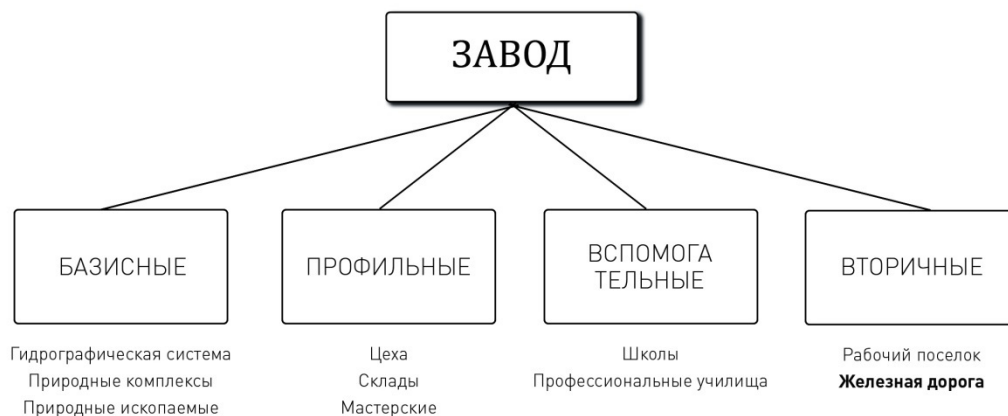 ЗАВОД
БАЗИСНЫЕ
ПРОФИЛЬНЫЕ
ВСПОМОГА
ТЕЛЬНЫЕ
ВТОРИЧНЫЕ
Гидрографическая система
Природные комплексы
Природные ископаемые
Цеха
Склады
Мастерские
Школы
Профессиональные училища
Рабочий поселок
Железная дорога